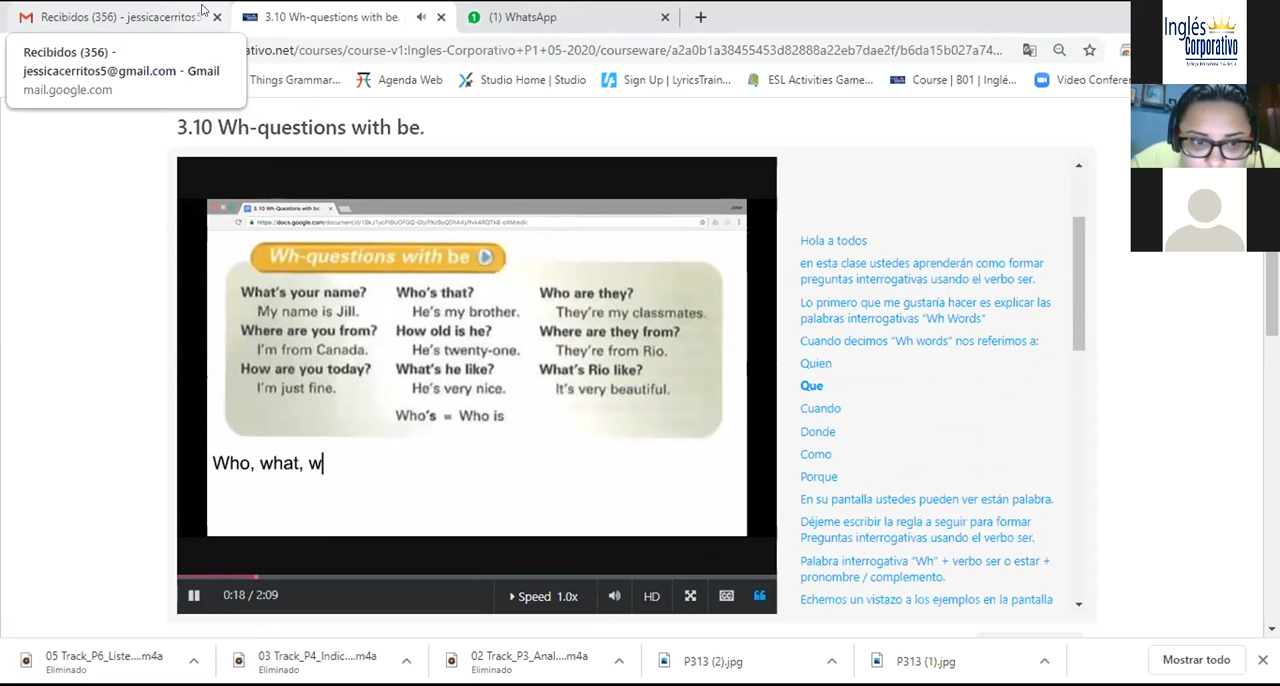 Recibidos (356) - jessicacerritos5
3.10 Wh-questions with be.
(1) WhatsApp
Recibidos (356) -
jessicacerritos5@gmail.com - Gmail
mail.google.com
ativo.net/courses/course-v1:Ingles-Corporativo+P1+05-2020/courseware/a2a0b1a38455453d82888a22eb7dae2f/b6da15b027a74...
Things Grammar...
Agenda Web
Studio Home | Studio
Sign Up | LyricsTrain...
ESL Activities Game...
Course | B01 | Inglé...
Video Conferen
Inglés
Corporativo
3.10 Wh-questions with be.
3.10 Wh-Questions with be
Wh-questions with be
What's your name?
My name is Jill.
Where are you from?
I'm from Canada.
How are you today?
I'm just fine.
Who's that?
He's my brother.
How old is he?
He's twenty-one.
What's he like?
He's very nice.
Who's = Who is
Who are they?
They're my classmates.
Where are they from?
They're from Rio.
What's Rio like?
It's very beautiful.
Who, what, w
0:18 / 2:09
Speed 1.0x
HD
Hola a todos
en esta clase ustedes aprenderán como formar
preguntas interrogativas usando el verbo ser.
Lo primero que me gustaría hacer es explicar las
palabras interrogativas "Wh Words"
Cuando decimos "Wh words" nos referimos a:
Quien
Que
Cuando
Donde
Como
Porque
En su pantalla ustedes pueden ver están palabra.
Déjeme escribir la regla a seguir para formar
Preguntas interrogativas usando el verbo ser.
Palabra interrogativa "Wh" + verbo ser o estar +
pronombre / complemento.
Echemos un vistazo a los ejemplos en la pantalla
05 Track_P6_Liste....m4a
Eliminado
03 Track_P4_Indic....m4a
Eliminado
02 Track_P3_Anal....m4a
Eliminado
P313 (2).jpg
P313 (1).jpg
Mostrar todo